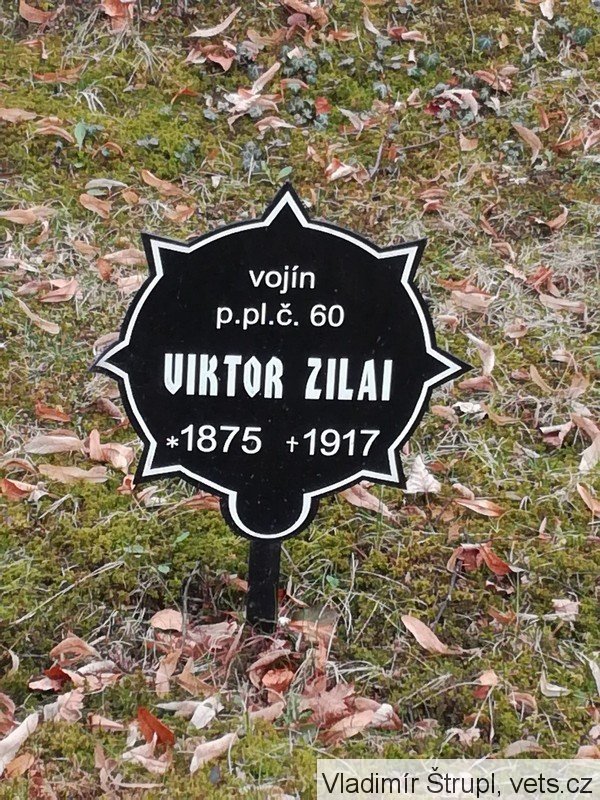 vojín
p.pl.č. 60
VIKTOR ZILAI
*1875 †1917
Vladimír Štrupl, vets.cz